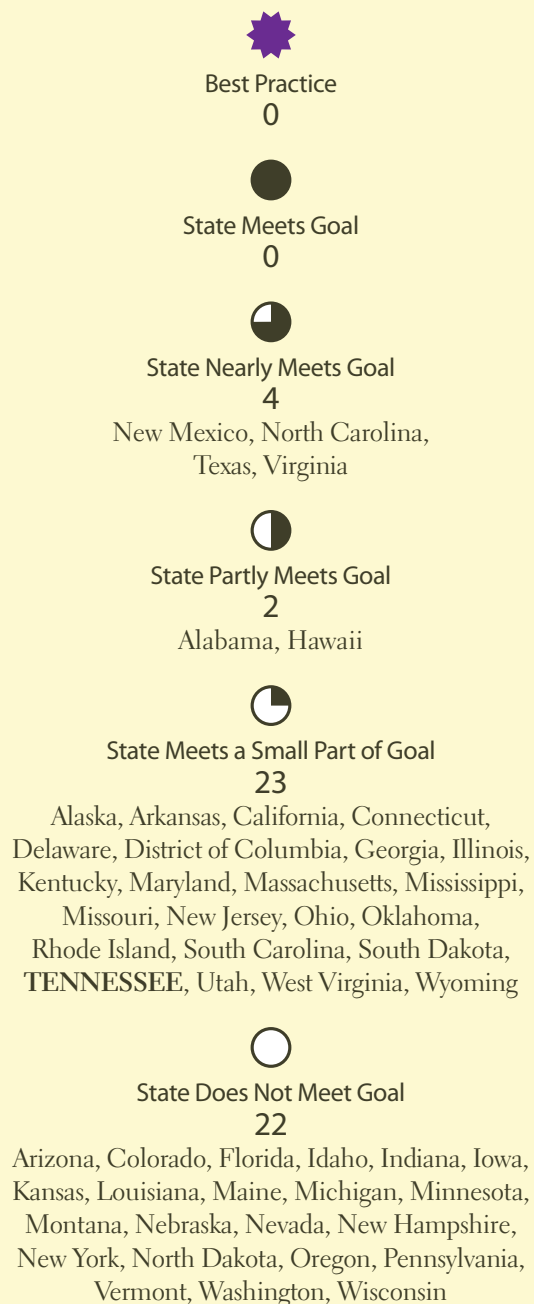 Best Practice
0
State Meets Goal
0
State Nearly Meets Goal
4
New Mexico, North Carolina,
Texas, Virginia
State Partly Meets Goal
2
Alabama, Hawaii
State Meets a Small Part of Goal
23
Alaska, Arkansas, California, Connecticut,
Delaware, District of Columbia, Georgia, Illinois,
Kentucky, Maryland, Massachusetts, Mississippi,
Missouri, New Jersey, Ohio, Oklahoma,
Rhode Island, South Carolina, South Dakota,
TENNESSEE, Utah, West Virginia, Wyoming
State Does Not Meet Goal
22
Arizona, Colorado, Florida, Idaho, Indiana, Iowa,
Kansas, Louisiana, Maine, Michigan, Minnesota,
Montana, Nebraska, Nevada, New Hampshire,
New York, North Dakota, Oregon, Pennsylvania,
Vermont, Washington, Wisconsin